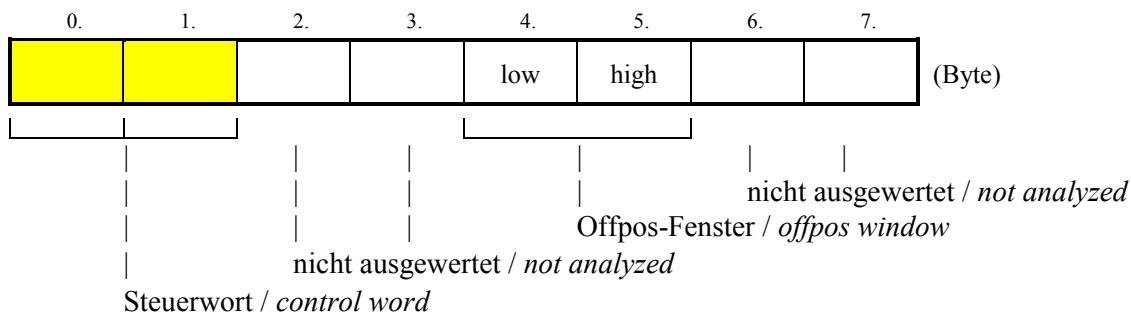 0. 1. 2. 3. 4. 5. 6. 7.
low high (Byte)
nicht ausgewertet / not analyzed
Offpos-Fenster / offpos window
nicht ausgewertet / not analyzed
Steuerwort / control word